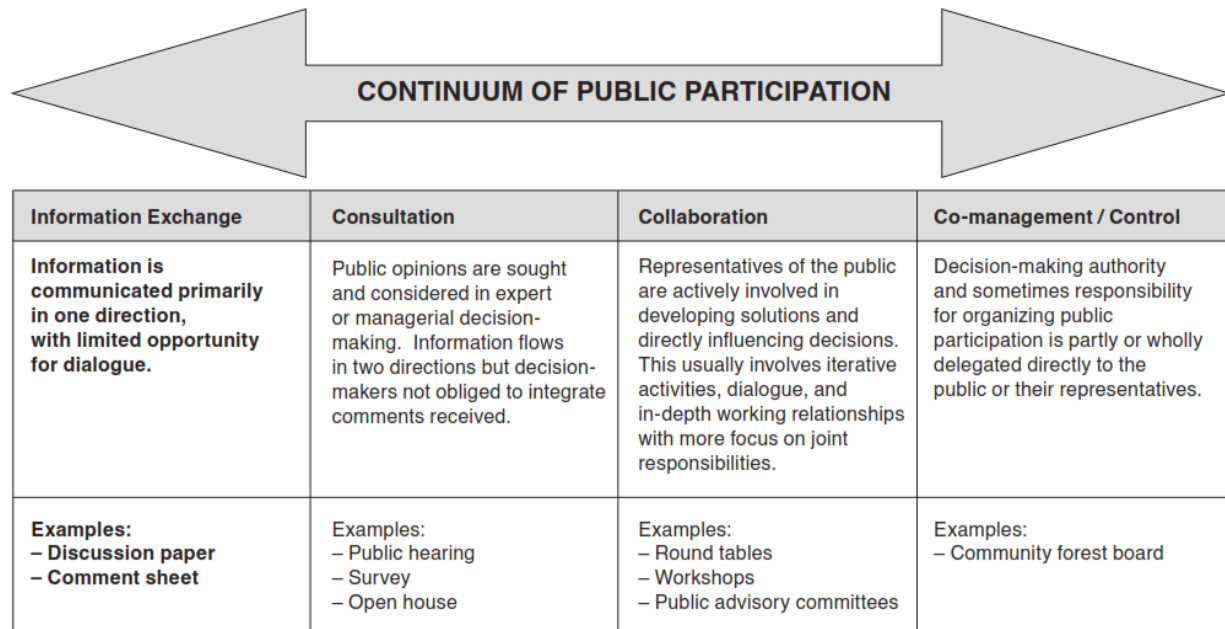 CONTINUUM OF PUBLIC PARTICIPATION
Information Exchange
Consultation
Collaboration
Co-management / Control
Information is
communicated primarily
in one direction,
with limited opportunity
for dialogue.
Public opinions are sought
and considered in expert
or managerial decision-
making. Information flows
in two directions but decision-
makers not obliged to integrate
comments received.
Representatives of the public
are actively involved in
developing solutions and
directly influencing decisions.
This usually involves iterative
activities, dialogue, and
in-depth working relationships
with more focus on joint
responsibilities.
Decision-making authority
and sometimes responsibility
for organizing public
participation is partly or wholly
delegated directly to the
public or their representatives.
Examples:
– Discussion paper
– Comment sheet
Examples:
– Public hearing
– Survey
– Open house
Examples:
– Round tables
– Workshops
– Public advisory committees
Examples:
– Community forest board